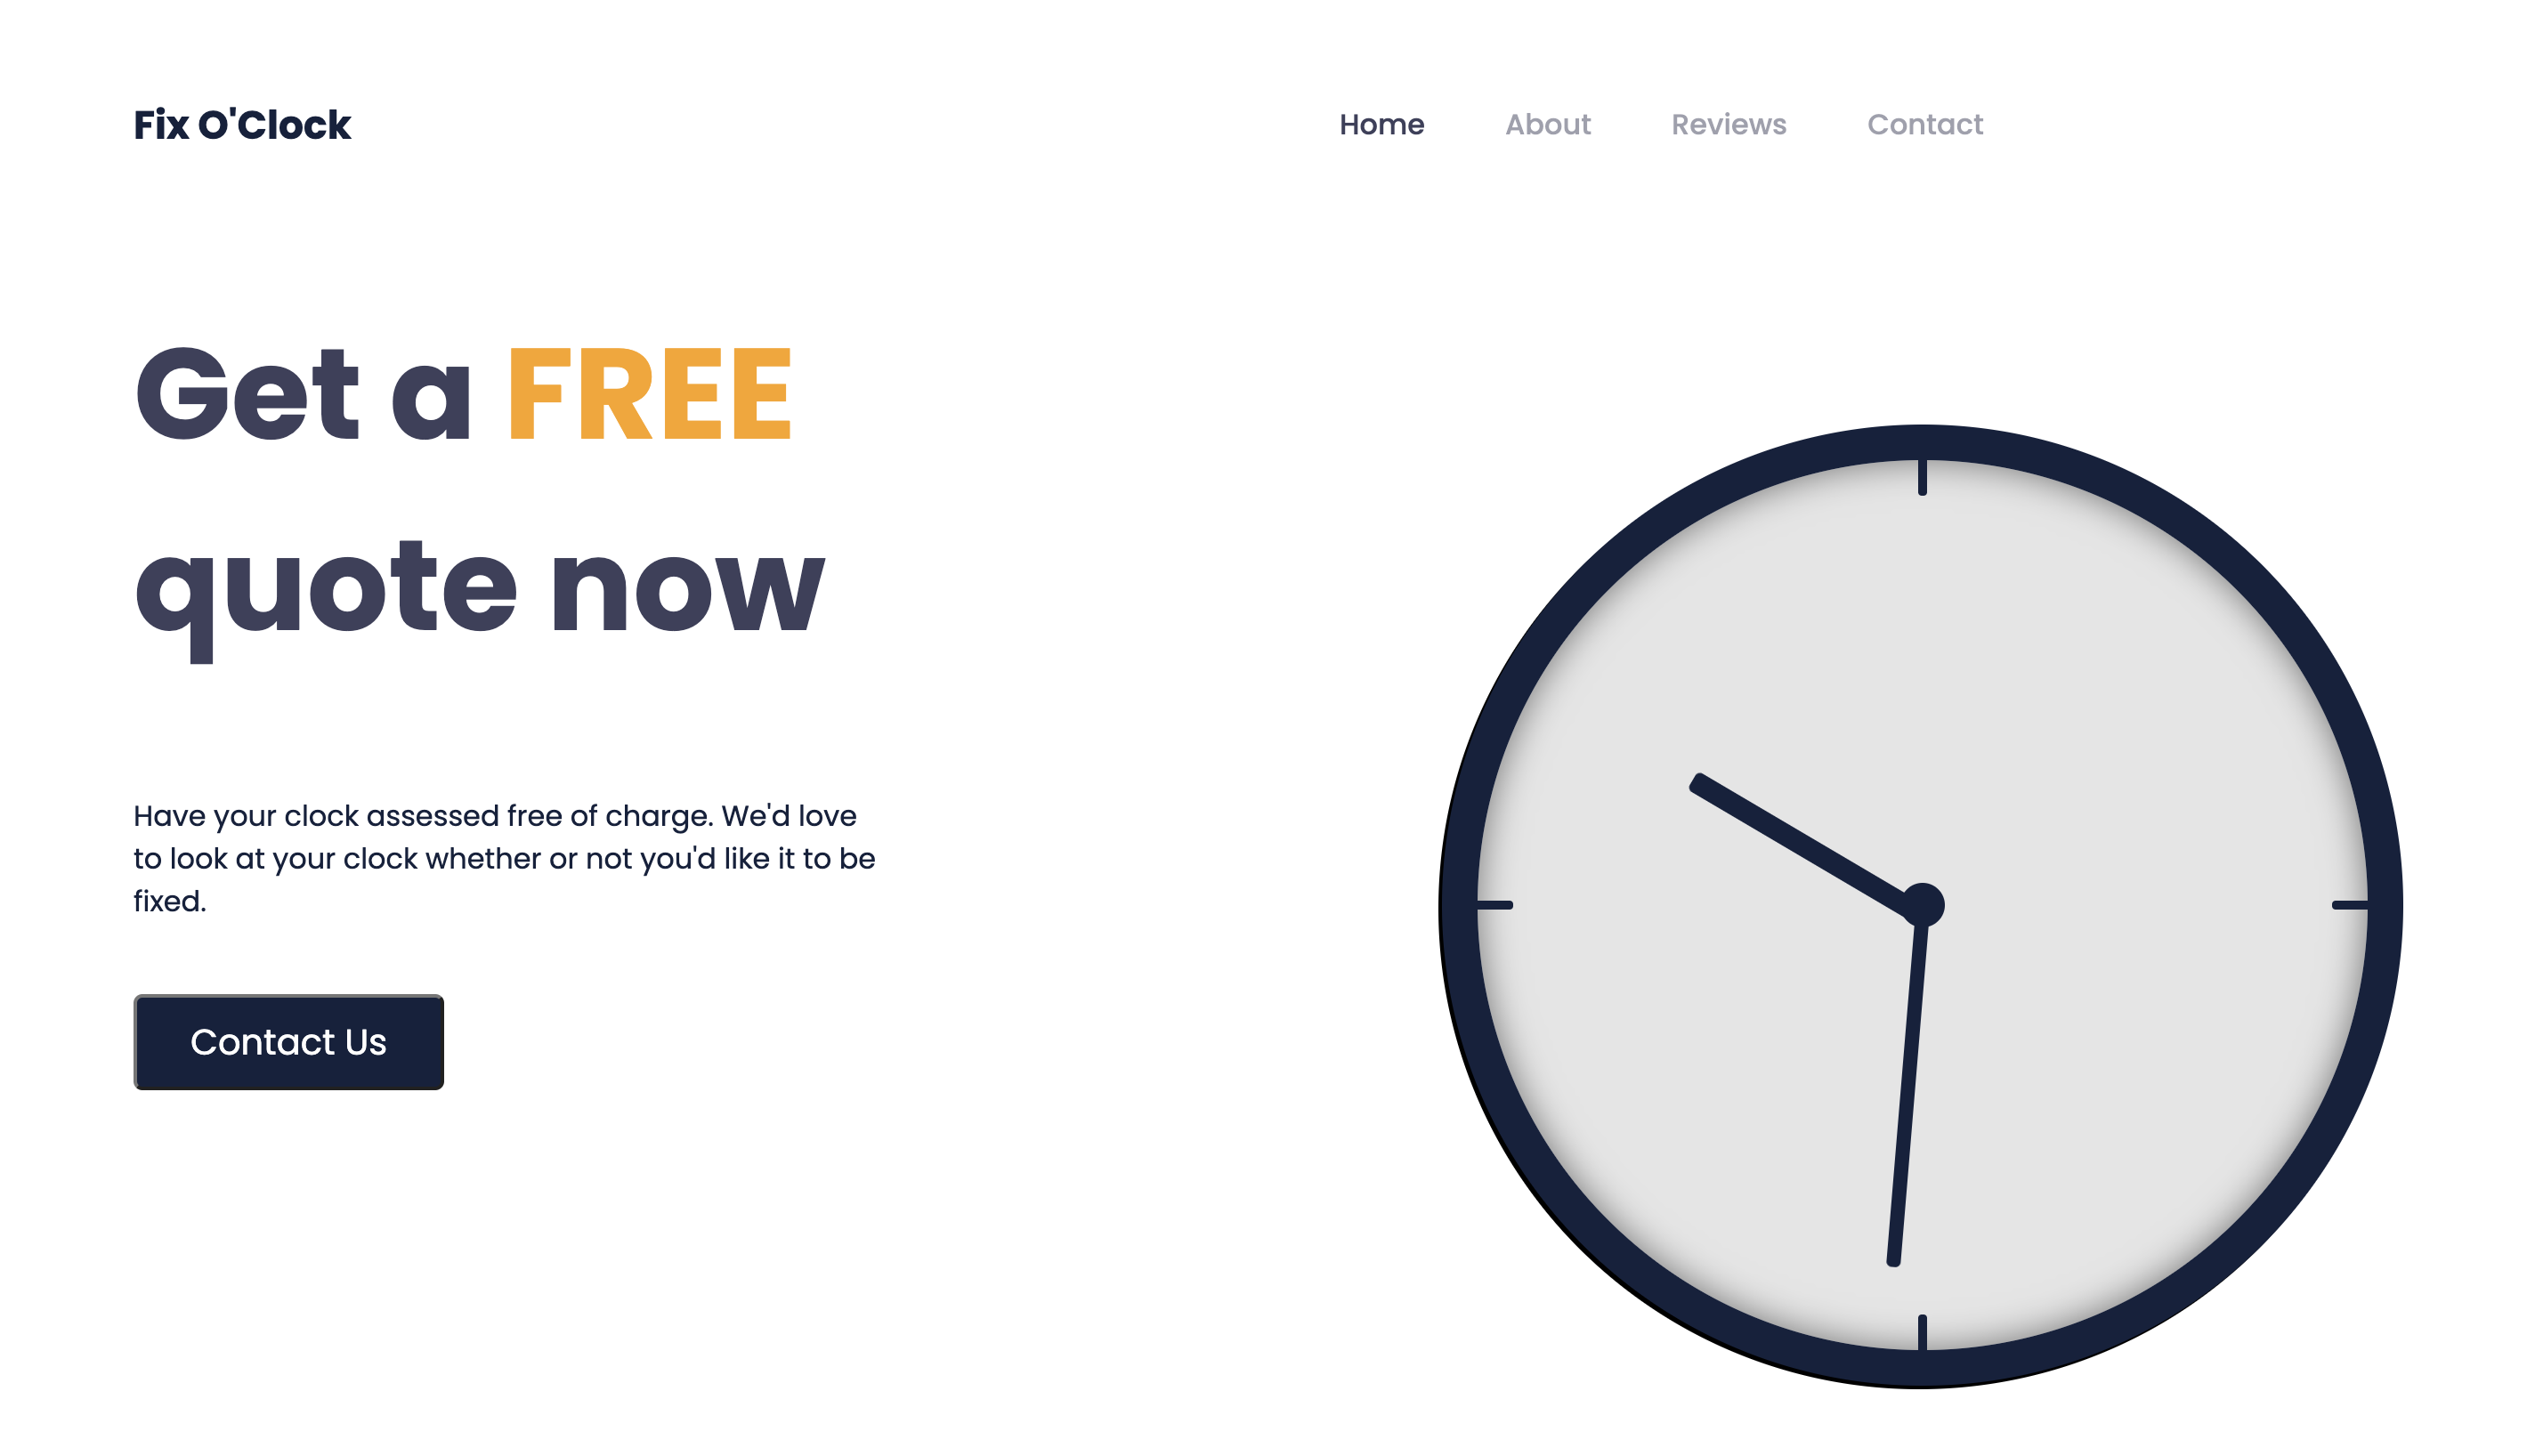 Fix O'Clock
Home About Reviews Contact
Get a FREE
quote now
Have your clock assessed free of charge. We'd love
to look at your clock whether or not you'd like it to be
fixed.
Contact Us